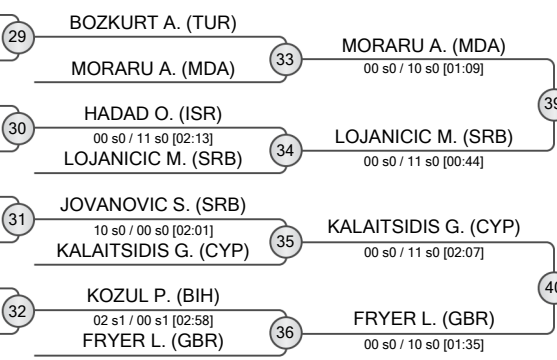 29
BOZKURT A. (TUR)
MORARU A. (MDA)
33
MORARU A. (MDA)
00 s0 / 10 s0 [01:09]
39
30
HADAD O. (ISR)
00 s0 / 11 s0 [02:13]
LOJANICIC M. (SRB)
34
LOJANICIC M. (SRB)
00 s0 / 11 s0 [00:44]
31
JOVANOVIC S. (SRB)
10 s0 / 00 s0 [02:01]
KALAITSIDIS G. (CYP)
35
KALAITSIDIS G. (CYP)
00 s0 / 11 s0 [02:07]
40
32
KOZUL P. (BIH)
02 s1 / 00 s1 [02:58]
FRYER L. (GBR)
36
FRYER L. (GBR)
00 s0 / 10 s0 [01:35]